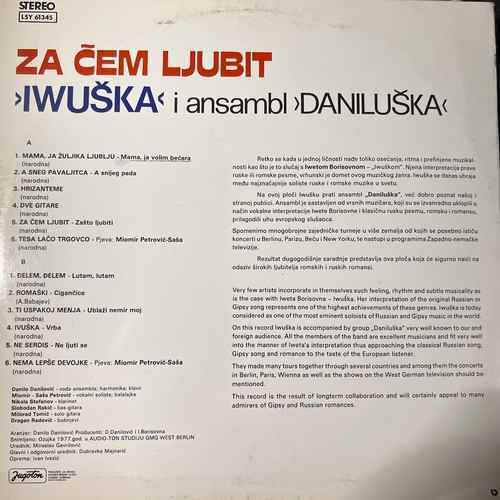 STEREO
LSY 61345
ZA ČEM LJUBIT
›IWUŠKA‹ i ansambl ›DANILUŠKA‹
A
1. MAMA, JA ŽULJIKA LJUBLJU - Mama, ja volim bećara
(narodna)
2. A SNEG PAVALJITCA - A snijeg pada
(narodna)
3. HRIZANTEME
(narodna)
4. DVE GITARE
(narodna)
5. ZA ČEM LJUBIT - Zašto ljubiti
(narodna)
6. TESA LAĆO TRGOVCO - Pjeva: Miomir Petrović-Saša
(narodna)
B
1. ĐELEM, ĐELEM - Lutam, lutam
(narodna)
2. ROMAŠKI - Cigančice
(A.Babajev)
3. TI USPAKOJ MENJA - Ublaži nemir moj
(narodna)
4. IVUŠKA - Vrba
(narodna)
5. NE SERDIS - Ne ljuti se
(narodna)
6. NEMA LEPŠE DEVOJKE - Pjeva: Miomir Petrović-Saša
(narodna)
Danilo Danilović - vođa ansambla; harmonika; klavir
Miomir - Saša Petrović - vokalni solista; balalajka
Nikola Stefanov - klarinet
Slobodan Rakić - bas-gitara
Milorad Tomić - solo gitara
Dragan Radović - bubnjevi
Aranžer: Danilo Danilović Producenti: D.Danilović i I.Borisovna
Snimljeno: Ožujka 1977.god. u AUDIO-TON STUDIJU GMG WEST BERLIN
Urednik: Miroslav Gavrilović
Glavni i odgovorni urednik: Dubravko Majnarić
Oprema: Ivan Ivezić
Jugoton
Retko se kada u jednoj ličnosti nađe toliko osećanja, ritma i prefinjene muzikalnosti kao što je to slučaj s Iwetom Borisovnom - „Iwuškom". Njena interpretacija prave ruske ili romske pesme, vrhunski je domet ovog muzičkog žanra. Iwuška se danas ubraja među najznačajnije soliste ruske i romske muzike u svetu.
Na ovoj ploči Iwušku prati ansambl „Daniluška", već dobro poznat našoj i stranoj publici. Ansambl je sastavljen od vrsnih muzičara, koji su se izvanredno uklopili u način vokalne interpretacije Iwete Borisovne i klasičnu rusku pesmu, romsku i romansu, prilagodili uhu evropskog slušaoca.
Spomenimo mnogobrojne zajedničke turneje u više zemalja od kojih se posebno ističu koncerti u Berlinu, Parizu, Beču i New Yorku, te nastupi u programima Zapadno-nemačke televizije.
Rezultat dugogodišnje saradnje predstavlja ova ploča koja će sigurno naići na odaziv širokih ljubitelja romskih i ruskih romansi.
Very few artists incorporate in themselves such feeling, rhythm and subtle musicality as is the case with Iweta Borisovna - Iwuška. Her interpretation of the original Russian or Gipsy song represents one of the highest achievements of these genres. Iwuška is today considered as one of the most eminent soloists of Russian and Gipsy music in the world.
On this record Iwuška is accompanied by group „Daniluška" very well known to our and foreign audience. All the members of the band are excellent musicians and fit very well into the manner of Iweta's interpretation thus approaching the classical Russian song, Gipsy song and romance to the taste of the European listener.
They made many tours together through several countries and among them the concerts in Berlin, Paris, Wienna as well as the shows on the West German television should be mentioned.
This record is the result of longterm collaboration and will certainly appeal to many admirers of Gipsy and Russian romances.